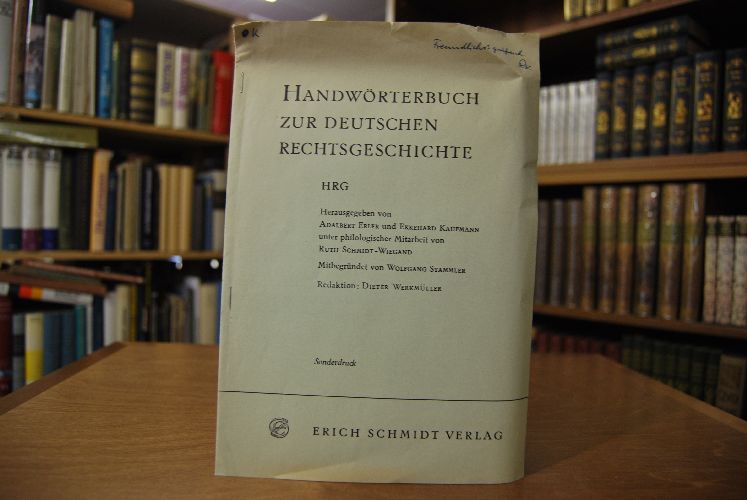 K
Freundlichst
HANDWÖRTERBUCH
ZUR DEUTSCHEN
RECHTSGESCHICHTE
HRG
Herausgegeben von
ADALBERT ERLER und EKKEHARD KAUFMANN
unter philologischer Mitarbeit von
RUTH SCHMIDT-WIEGAND
Mitbegründet von WOLFGANG STAMMLER
Redaktion: DIETER WERKMÜLLER
Sonderdruck
ERICH SCHMIDT VERLAG